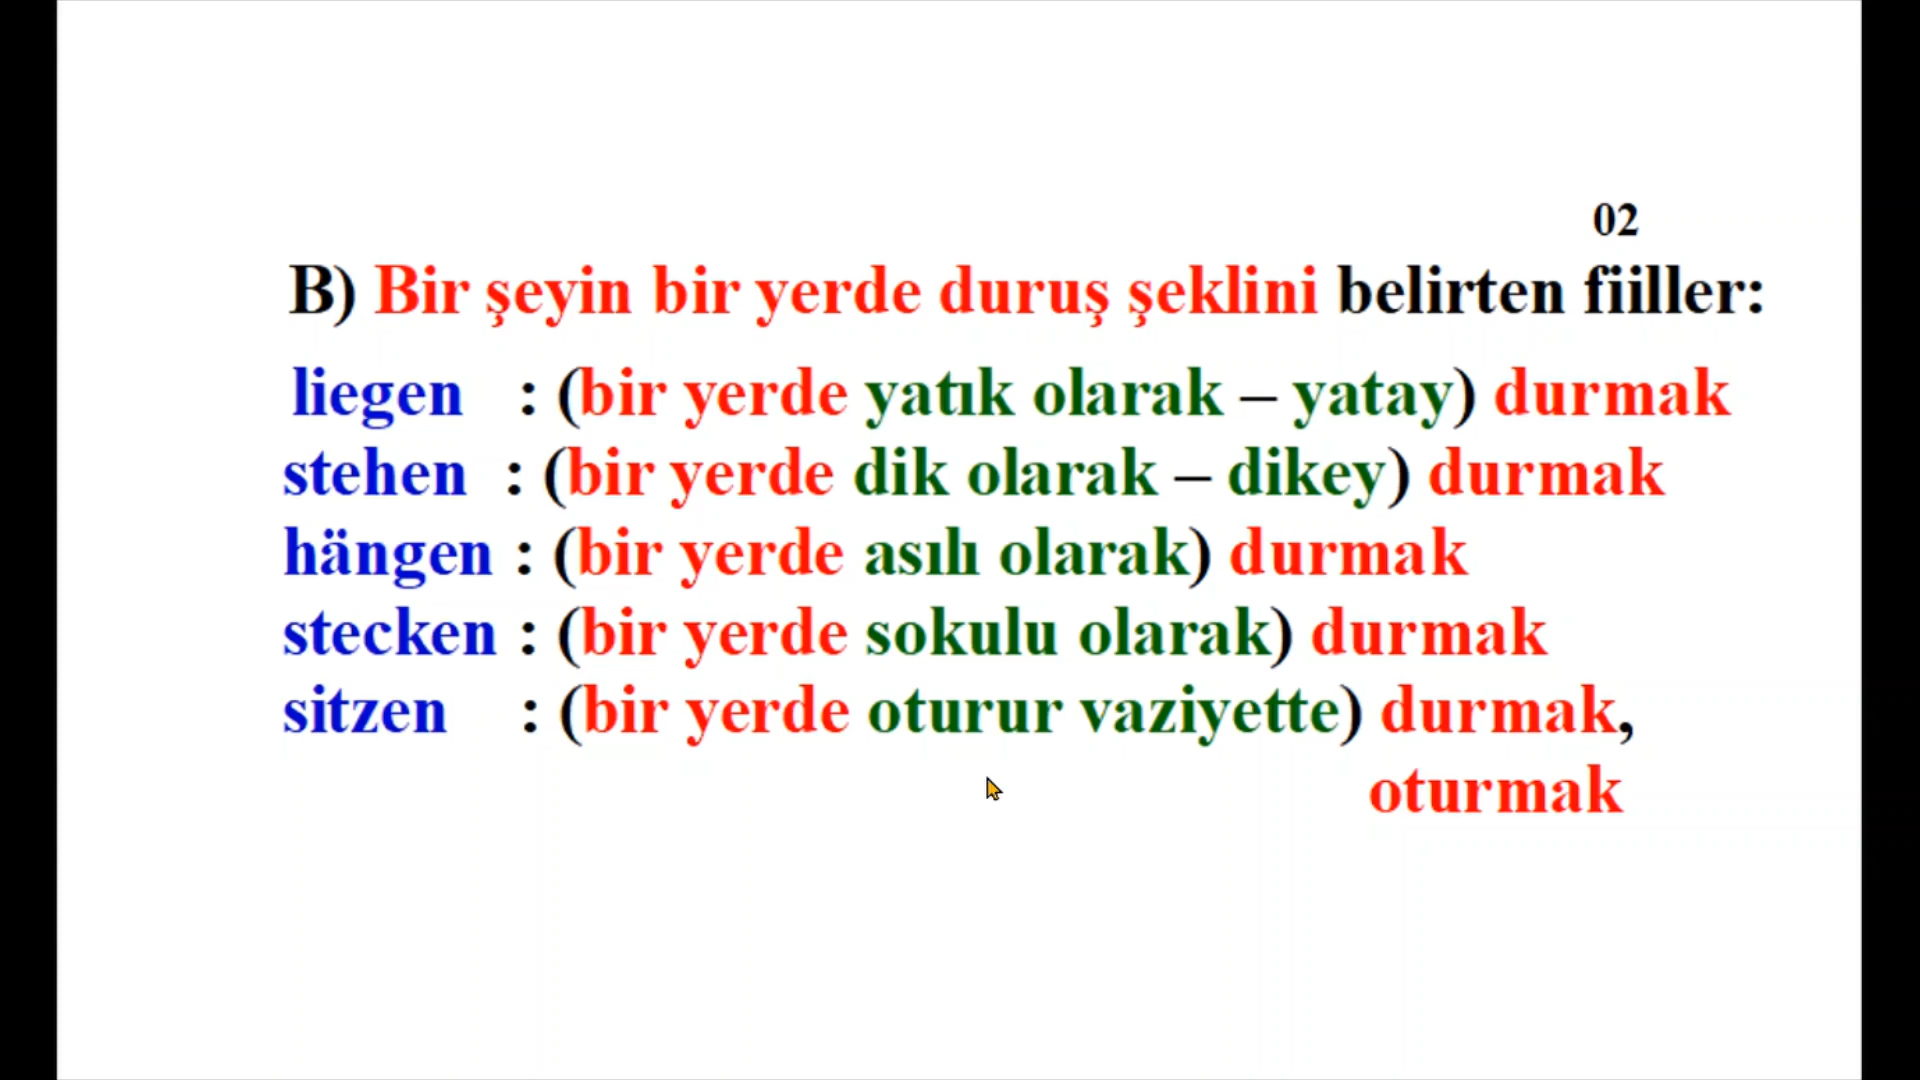 02
B) Bir şeyin bir yerde duruş şeklini belirten fiiller:
liegen : (bir yerde yatık olarak – yatay) durmak
stehen : (bir yerde dik olarak – dikey) durmak
hängen : (bir yerde asılı olarak) durmak
stecken : (bir yerde sokulu olarak) durmak
sitzen : (bir yerde oturur vaziyette) durmak,
oturmak